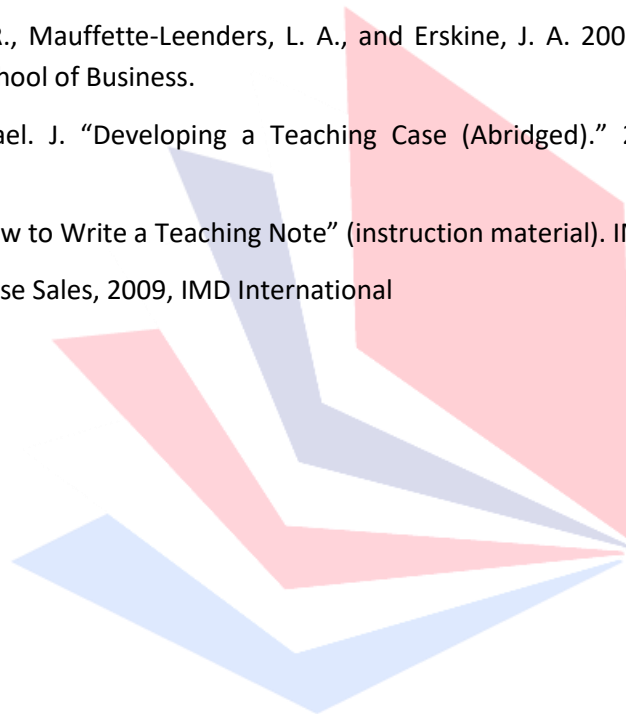 R., Mauffette-Leenders, L. A., and Erskine, J. A. 200
hool of Business.
ael. J. “Developing a Teaching Case (Abridged).” 2
w to Write a Teaching Note” (instruction material). I
se Sales, 2009, IMD International